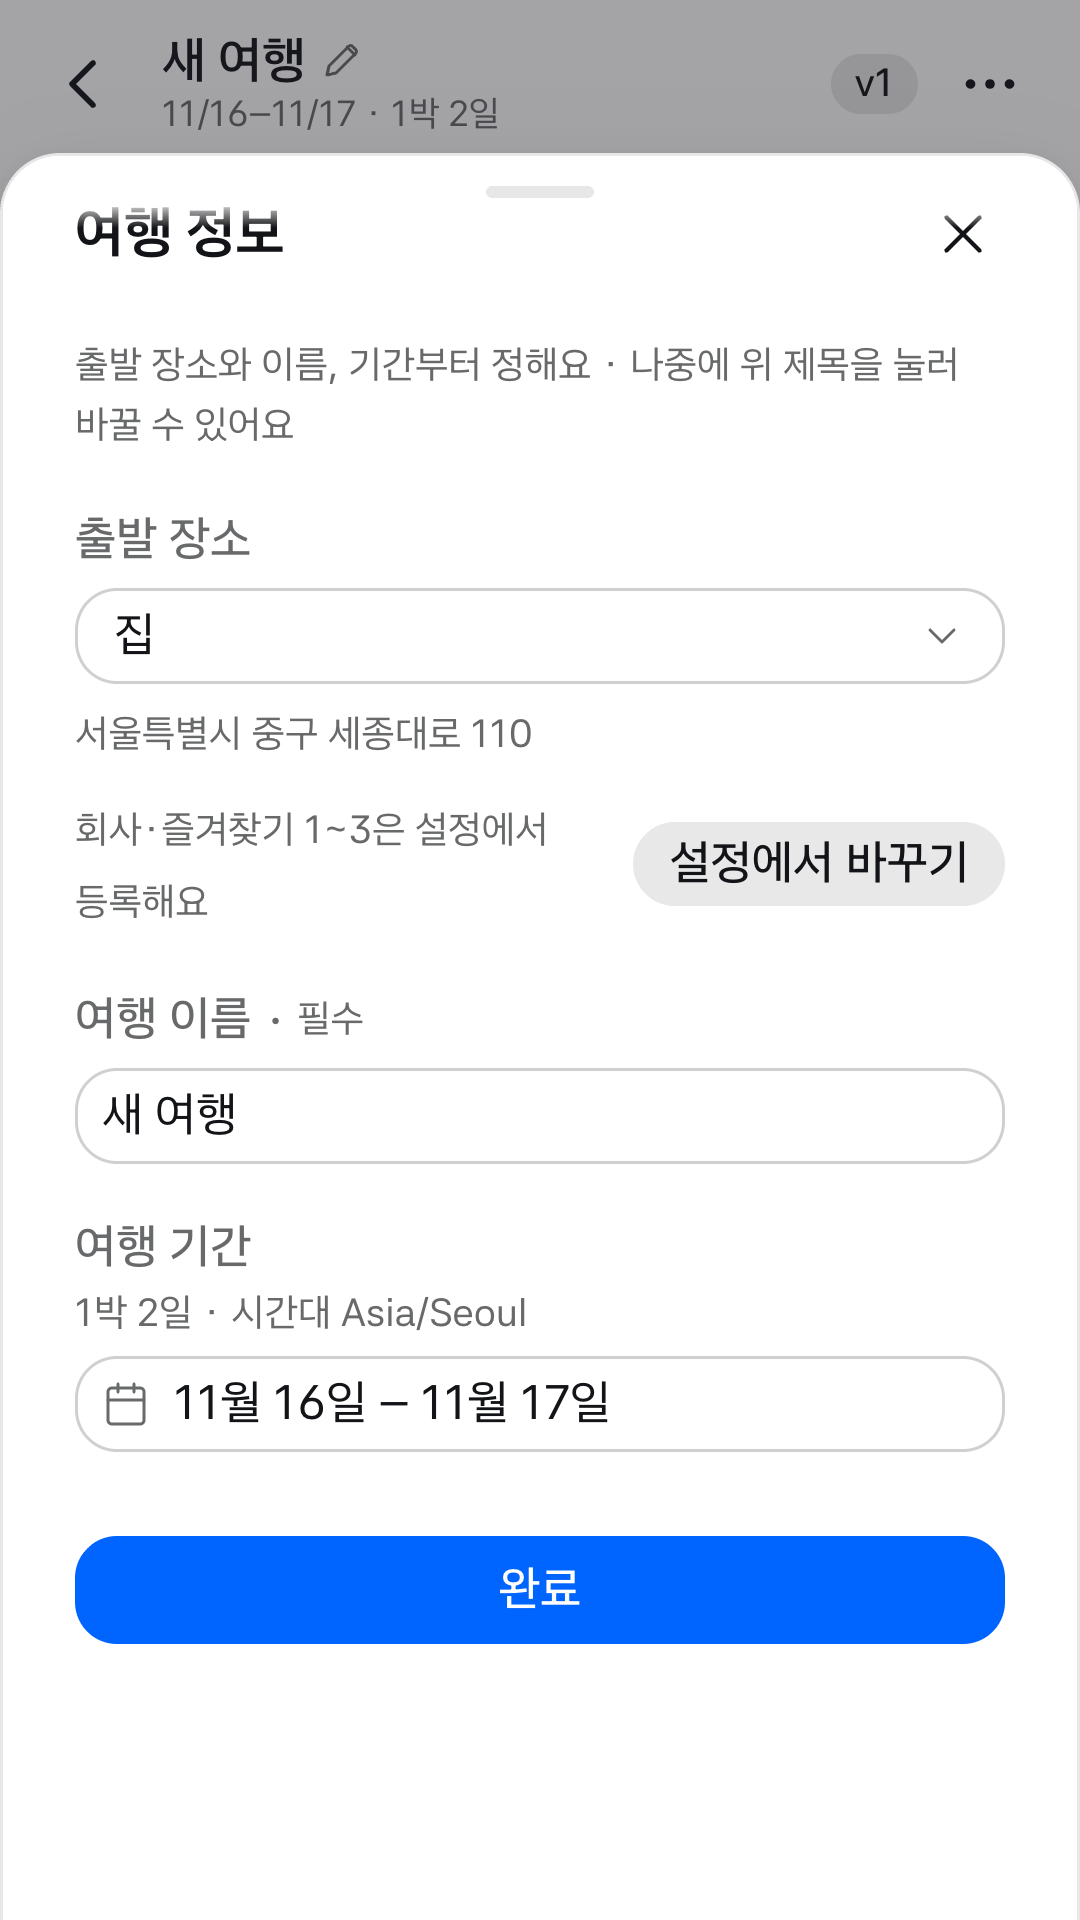 새 여행
11/16–11/17 · 1박 2일
v1
여행 정보
출발 장소와 이름, 기간부터 정해요 · 나중에 위 제목을 눌러
바꿀 수 있어요
출발 장소
집
서울특별시 중구 세종대로 110
회사·즐겨찾기 1~3은 설정에서
등록해요
설정에서 바꾸기
여행 이름 · 필수
새 여행
여행 기간
1박 2일 · 시간대 Asia/Seoul
11월 16일 – 11월 17일
완료